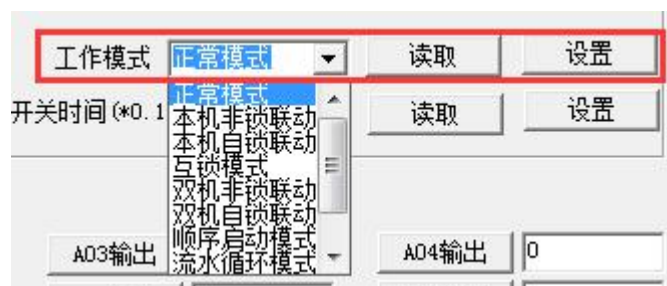 工作模式 正常模式 读取 设置
正常模式
开关时间(*0.1 读取 设置
本机非锁联动
本机自锁联动
互锁模式
双机非锁联动
双机自锁联动
顺序启动模式
A03输出 A04输出 0
流水循环模式